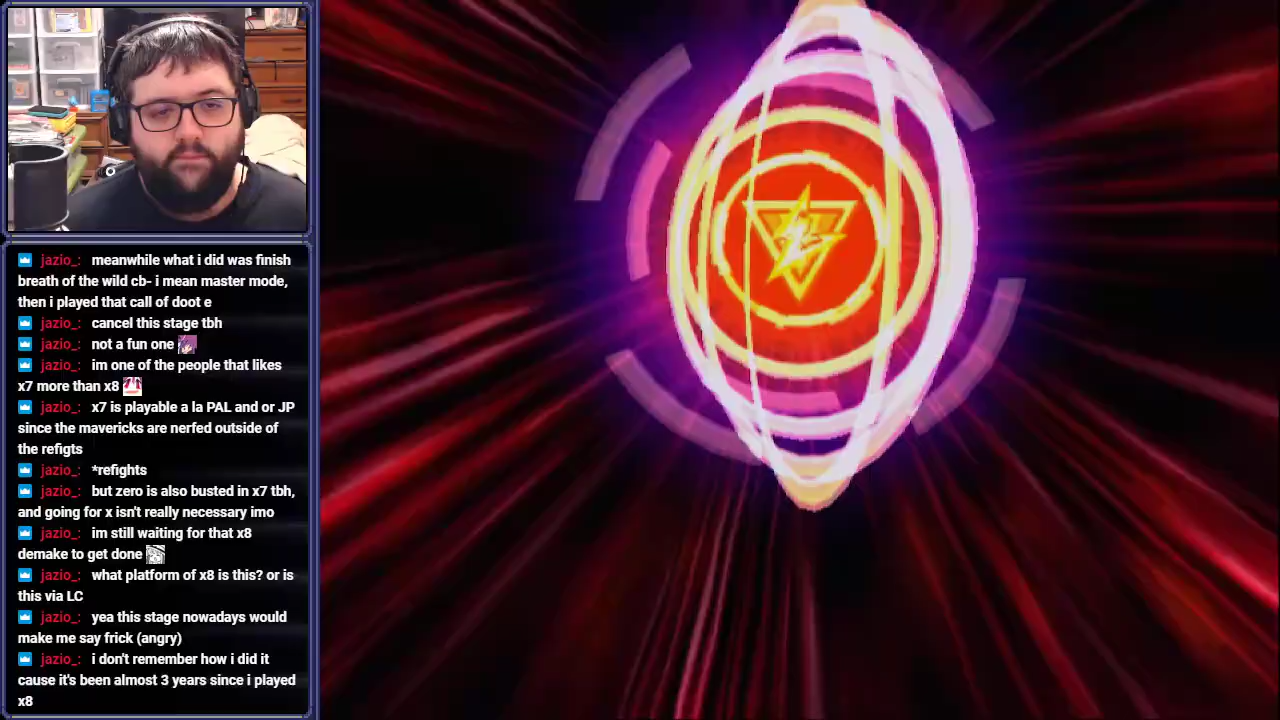 jazio_: meanwhile what i did was finish
breath of the wild cb- i mean master mode,
then i played that call of doot e
jazio_: cancel this stage tbh
jazio_: not a fun one
jazio_: im one of the people that likes
x7 more than x8
jazio_: x7 is playable a la PAL and or JP
since the mavericks are nerfed outside of
the refigts
jazio_: *refights
jazio_: but zero is also busted in x7 tbh,
and going for x isn't really necessary imo
jazio_: im still waiting for that x8
demake to get done
jazio_: what platform of x8 is this? or is
this via LC
jazio_: yea this stage nowadays would
make me say frick (angry)
jazio_: i don't remember how i did it
cause it's been almost 3 years since i played
x8